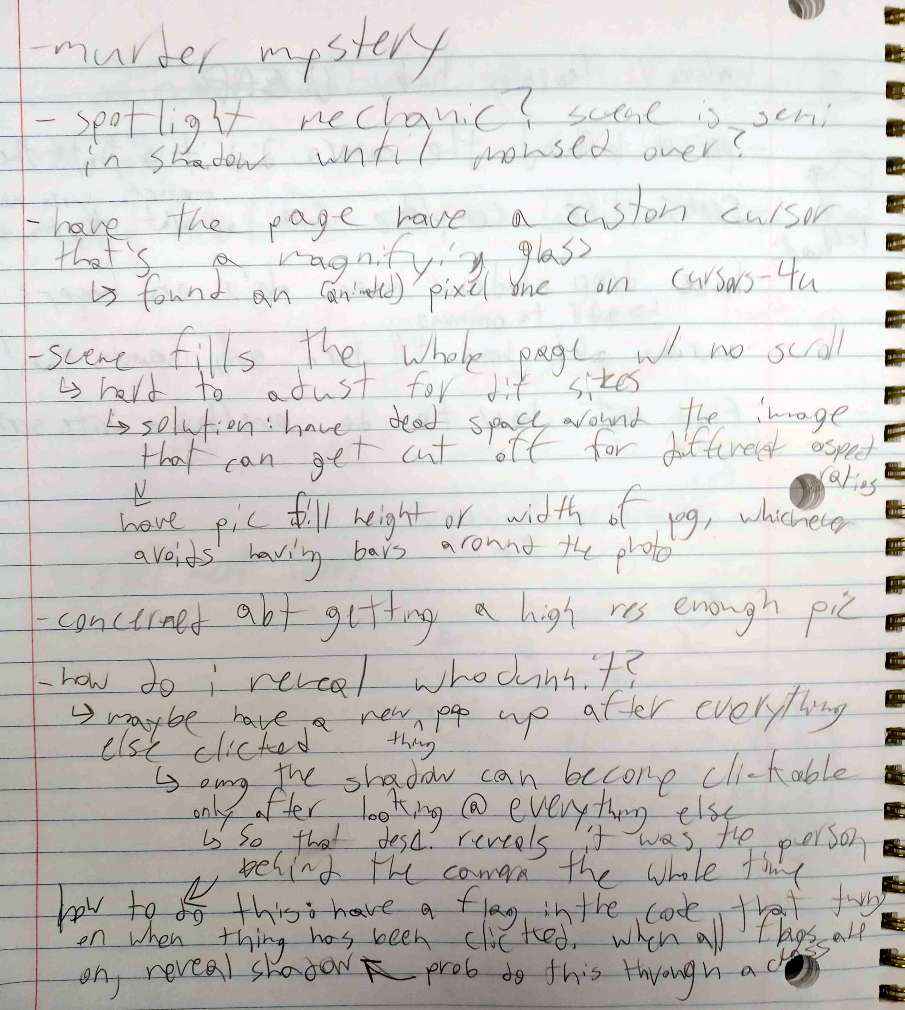 - murder mystery
- spotlight mechanic? scene is semi
in shadow until moused over?
- have the page have a custom cursor
that's a magnifying glass
↳ found an (animated) pixel one on cursors-4u
- scene fills the whole page w/ no scroll
↳ hard to adust for dif sizes
↳ solution: have dead space around the image
that can get cut off for different aspect
ratios
have pic fill height or width of pg, whichever
avoids having bars around the photo
- concerned abt getting a high res enough pic
- how do i reveal whodunnit?
↳ maybe have a new thing pop up after everything
else clicked
↳ omg the shadow can become clickable
only after looking @ everything else
↳ so that desc. reveals it was the person
behind the camera the whole time
how to do this: have a flag in the code that turns
on when thing has been clicked. when all flags are
on, reveal shadow ↖ prob do this through a class